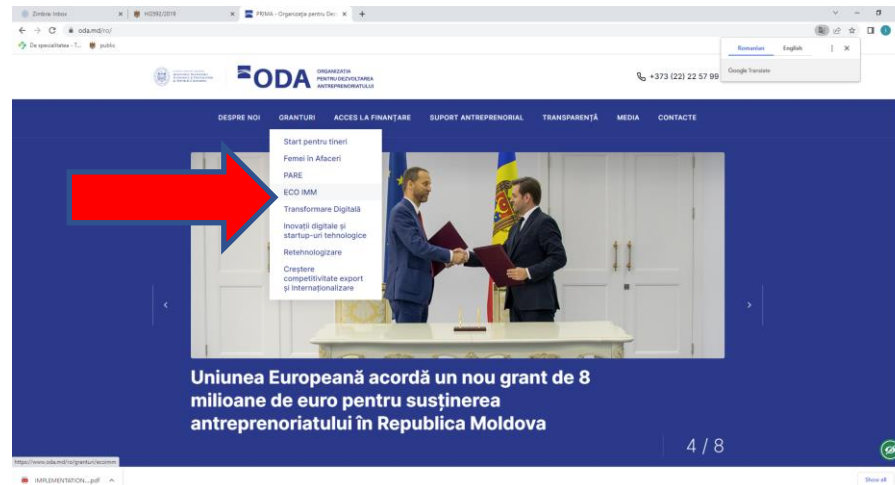 Zimbra: Inbox
HG592/2019
PRIMA - Organizația pentru Dez
oda.md/ro/
De specialitatea - T...
public
Romanian English
Google Translate
ODA
ORGANIZAȚIA
PENTRU DEZVOLTAREA
ANTREPRENORIATULUI
+373 (22) 22 57 99
DESPRE NOI GRANTURI ACCES LA FINANȚARE SUPORT ANTREPRENORIAL TRANSPARENȚĂ MEDIA CONTACTE
Start pentru tineri
Femei în Afaceri
PARE
ECO IMM
Transformare Digitală
Inovații digitale și
startup-uri tehnologice
Retehnologizare
Creștere
competitivitate export
și internaționalizare
Uniunea Europeană acordă un nou grant de 8
milioane de euro pentru susținerea
antreprenoriatului în Republica Moldova
4 / 8
https://www.oda.md/ro/granturi/ecoimm
IMPLEMENTATION....pdf
Show all